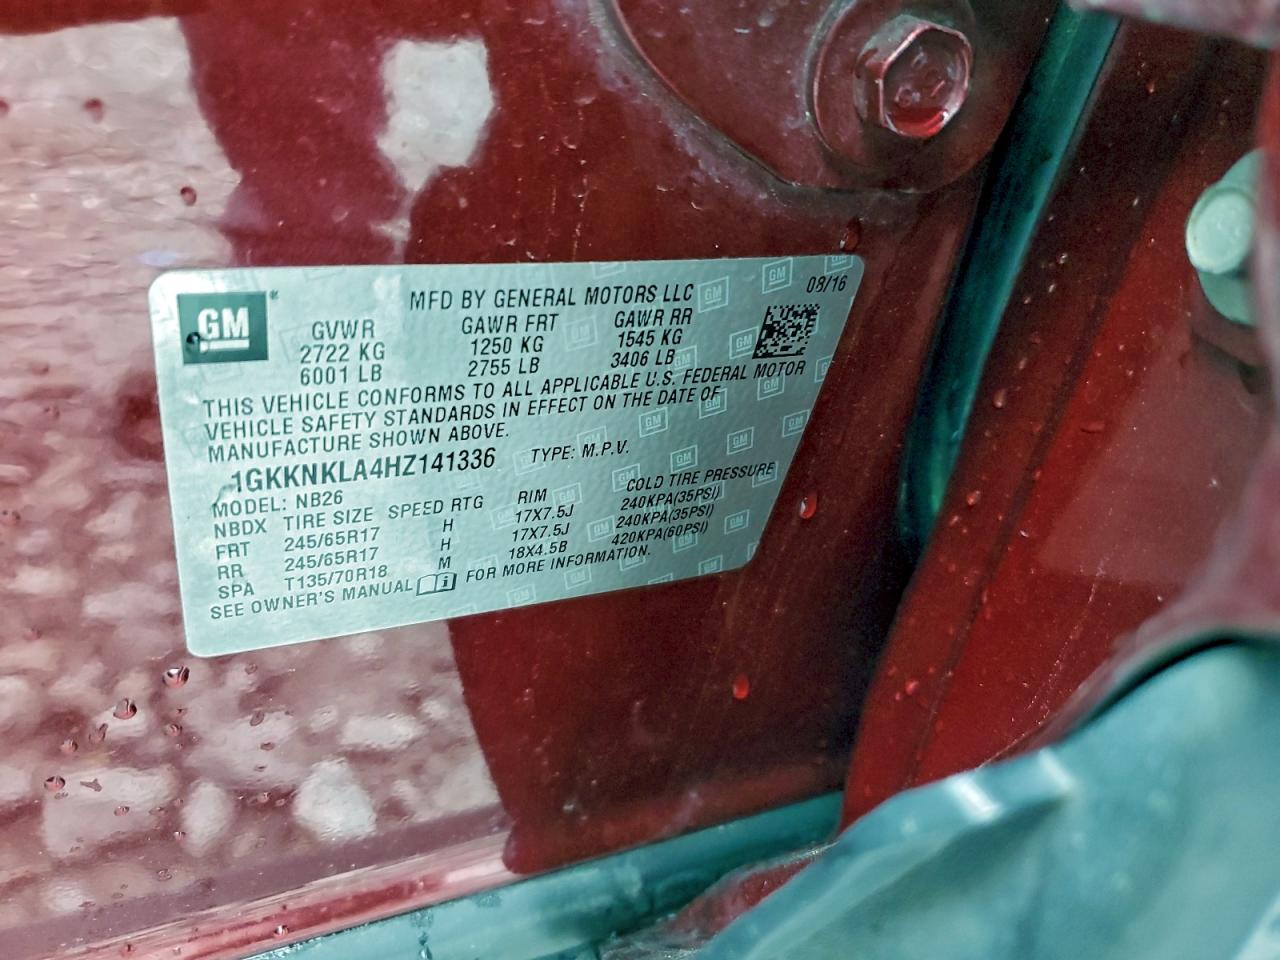 GM
MFD BY GENERAL MOTORS LLC 08/16
GVWR GAWR FRT GAWR RR
2722 KG 1250 KG 1545 KG
6001 LB 2755 LB 3406 LB
THIS VEHICLE CONFORMS TO ALL APPLICABLE U.S. FEDERAL MOTOR
VEHICLE SAFETY STANDARDS IN EFFECT ON THE DATE OF
MANUFACTURE SHOWN ABOVE.
1GKKNKLA4HZ141336 TYPE: M.P.V.
MODEL: NB26
NBDX TIRE SIZE SPEED RTG RIM COLD TIRE PRESSURE
FRT 245/65R17 H 17X7.5J 240KPA(35PSI)
RR 245/65R17 H 17X7.5J 240KPA(35PSI)
SPA T135/70R18 M 18X4.5B 420KPA(60PSI)
SEE OWNER'S MANUAL FOR MORE INFORMATION.